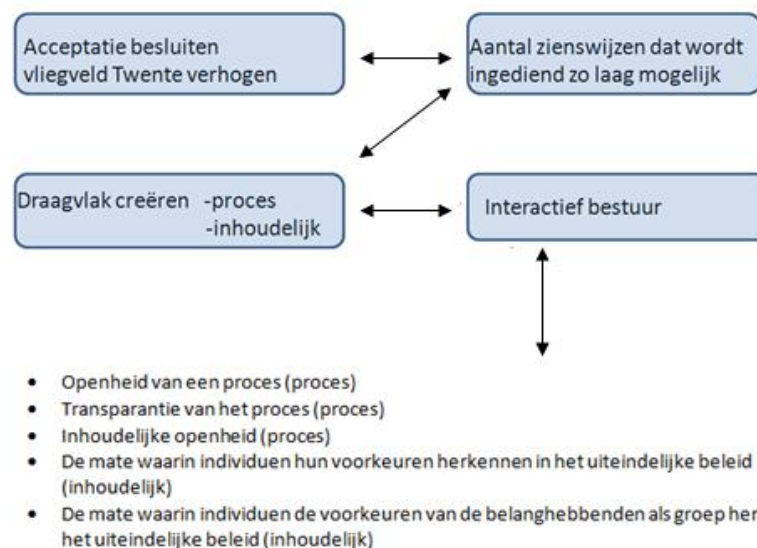 Acceptatie besluiten
vliegveld Twente verhogen
Aantal zienswijzen dat wordt
ingediend zo laag mogelijk
Draagvlak creëren -proces
-inhoudelijk
Interactief bestuur
• Openheid van een proces (proces)
• Transparantie van het proces (proces)
• Inhoudelijke openheid (proces)
• De mate waarin individuen hun voorkeuren herkennen in het uiteindelijke beleid
(inhoudelijk)
• De mate waarin individuen de voorkeuren van de belanghebbenden als groep her
het uiteindelijke beleid (inhoudelijk)